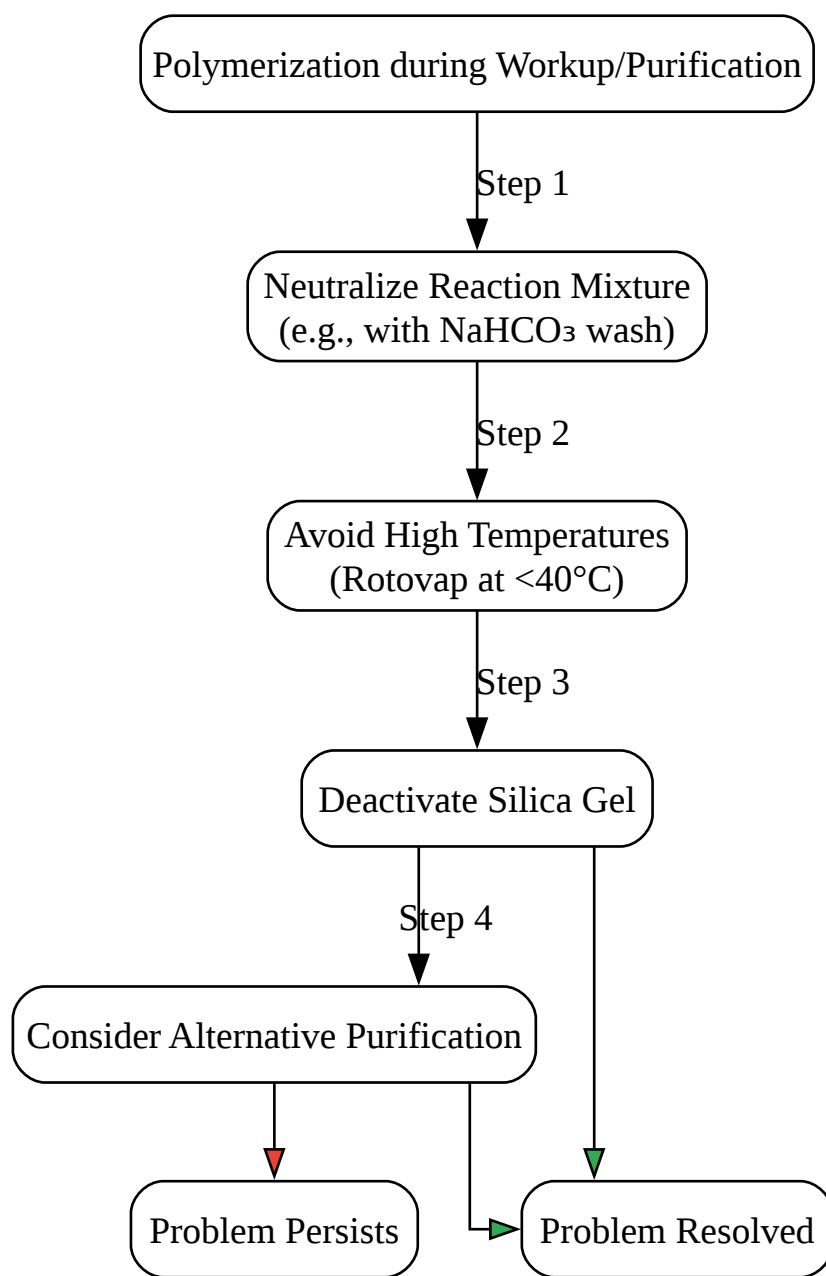 Polymerization during Workup/Purification
Step 1
Neutralize Reaction Mixture
(e.g., with NaHCO₃ wash)
Step 2
Avoid High Temperatures
(Rotovap at <40°C)
Step 3
Deactivate Silica Gel
Step 4
Consider Alternative Purification
Problem Persists
Problem Resolved